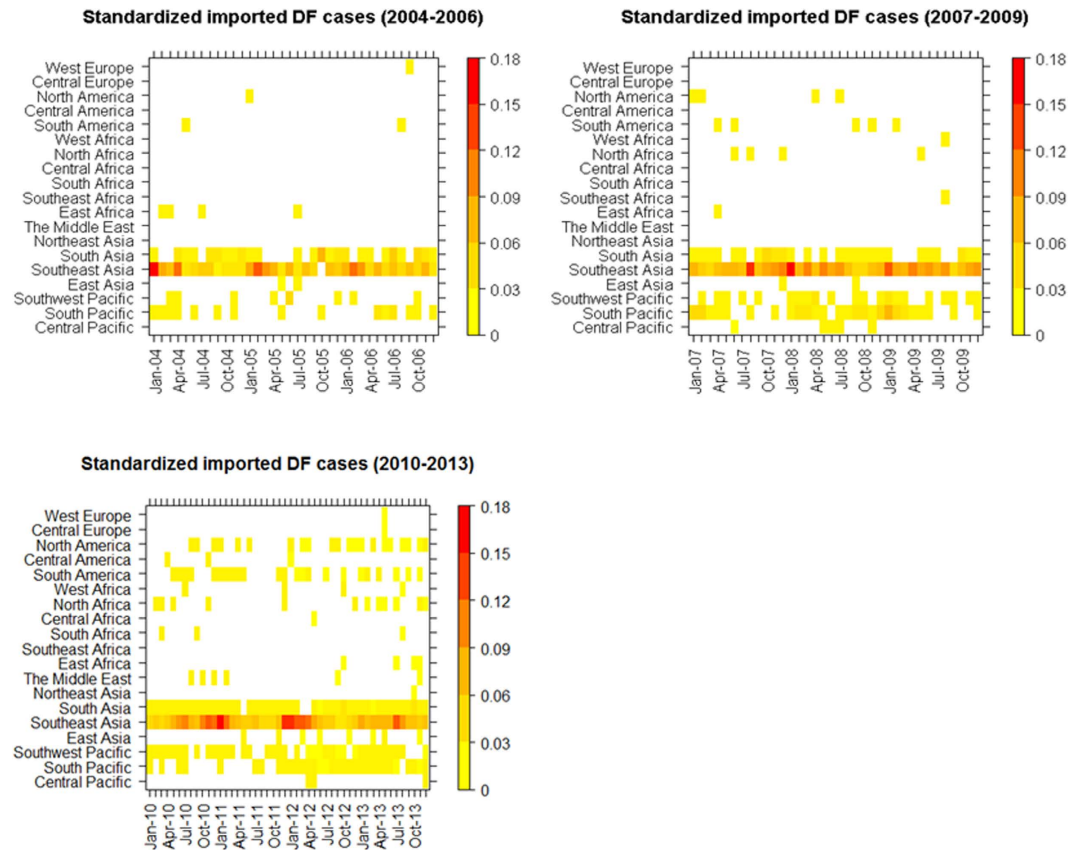 Standardized imported DF cases (2004-2006)
West Europe
Central Europe
North America
Central America
South America
West Africa
North Africa
Central Africa
South Africa
Southeast Africa
East Africa
The Middle East
Northeast Asia
South Asia
Southeast Asia
East Asia
Southwest Pacific
South Pacific
Central Pacific
Jan-04
Apr-04
Jul-04
Oct-04
Jan-05
Apr-05
Jul-05
Oct-05
Jan-06
Apr-06
Jul-06
Oct-06
0.18
0.15
0.12
0.09
0.06
0.03
0
Standardized imported DF cases (2007-2009)
West Europe
Central Europe
North America
Central America
South America
West Africa
North Africa
Central Africa
South Africa
Southeast Africa
East Africa
The Middle East
Northeast Asia
South Asia
Southeast Asia
East Asia
Southwest Pacific
South Pacific
Central Pacific
Jan-07
Apr-07
Jul-07
Oct-07
Jan-08
Apr-08
Jul-08
Oct-08
Jan-09
Apr-09
Jul-09
Oct-09
0.18
0.15
0.12
0.09
0.06
0.03
0
Standardized imported DF cases (2010-2013)
West Europe
Central Europe
North America
Central America
South America
West Africa
North Africa
Central Africa
South Africa
Southeast Africa
East Africa
The Middle East
Northeast Asia
South Asia
Southeast Asia
East Asia
Southwest Pacific
South Pacific
Central Pacific
Jan-10
Apr-10
Jul-10
Oct-10
Jan-11
Apr-11
Jul-11
Oct-11
Jan-12
Apr-12
Jul-12
Oct-12
Jan-13
Apr-13
Jul-13
Oct-13
0.18
0.15
0.12
0.09
0.06
0.03
0